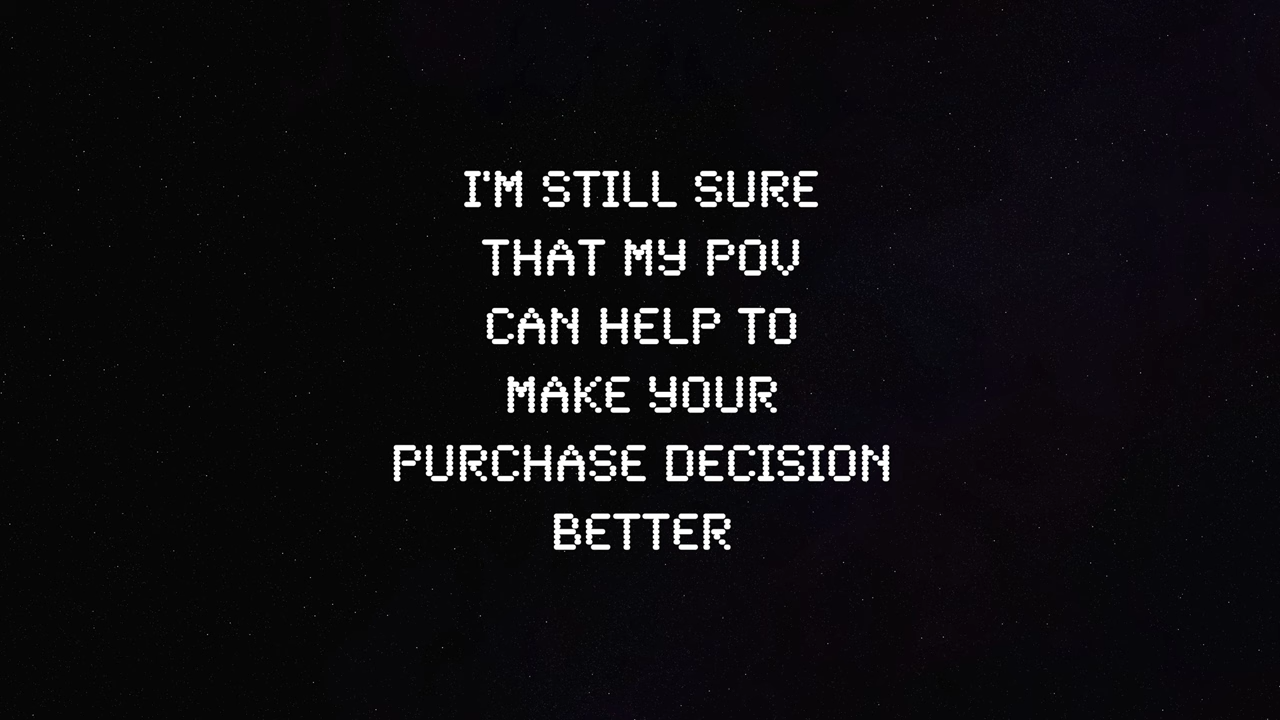 I'M STILL SURE
THAT MY POV
CAN HELP TO
MAKE YOUR
PURCHASE DECISION
BETTER